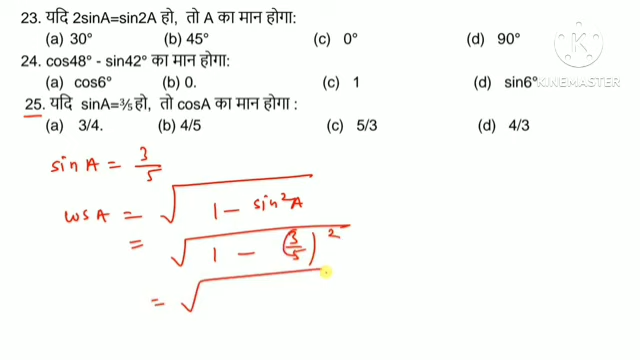 23. यदि 2sinA=sin2A हो, तो A का मान होगा:
(a) 30° (b) 45° (c) 0° (d) 90°
24. cos48° - sin42° का मान होगा:
(a) cos6° (b) 0. (c) 1 (d) sin6°
25. यदि sinA=⅗ हो, तो cosA का मान होगा :
(a) 3/4. (b) 4/5 (c) 5/3 (d) 4/3
K
KINEMASTER
sin A = 3/5
cos A = √(1 - sin²A)
= √(1 - (3/5)²)
= √